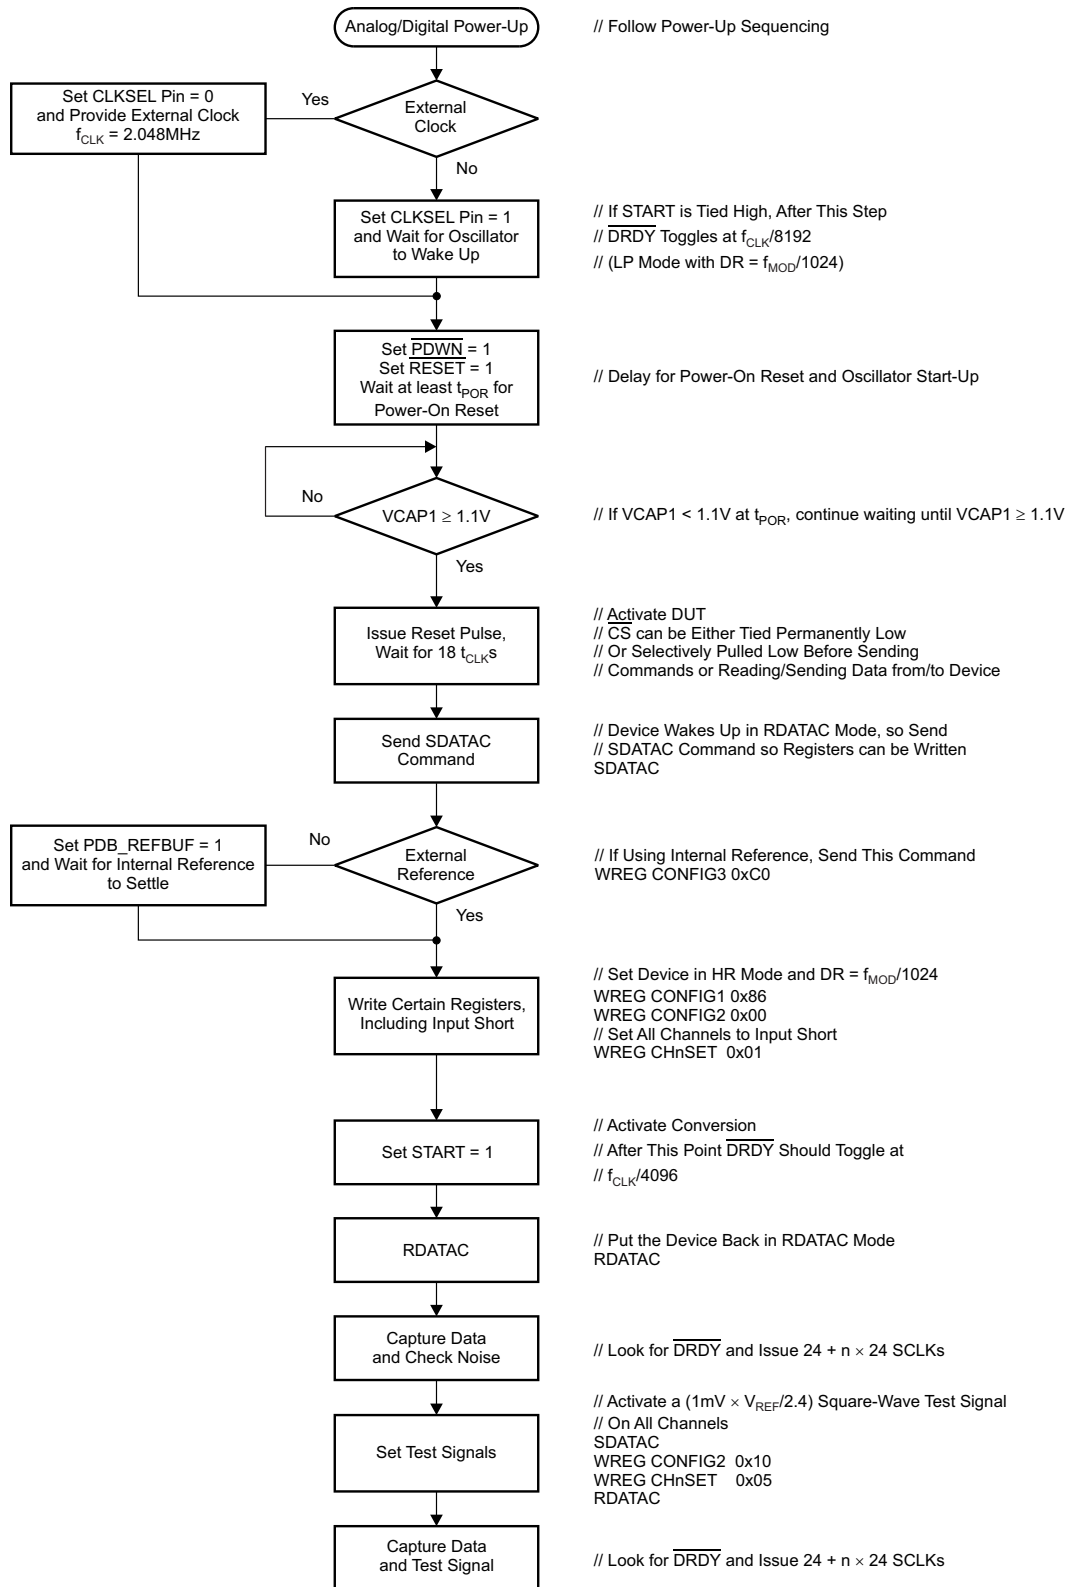 Analog/Digital Power-Up
// Follow Power-Up Sequencing
Set CLKSEL Pin = 0
and Provide External Clock
fCLK = 2.048MHz
Yes
External
Clock
No
Set CLKSEL Pin = 1
and Wait for Oscillator
to Wake Up
// If START is Tied High, After This Step
// DRDY Toggles at fCLK/8192
// (LP Mode with DR = fMOD/1024)
Set PDWN = 1
Set RESET = 1
Wait at least tPOR for
Power-On Reset
// Delay for Power-On Reset and Oscillator Start-Up
No
VCAP1 ≥ 1.1V
// If VCAP1 < 1.1V at tPOR, continue waiting until VCAP1 ≥ 1.1V
Yes
Issue Reset Pulse,
Wait for 18 tCLKs
// Activate DUT
// CS can be Either Tied Permanently Low
// Or Selectively Pulled Low Before Sending
// Commands or Reading/Sending Data from/to Device
Send SDATAC
Command
// Device Wakes Up in RDATAC Mode, so Send
// SDATAC Command so Registers can be Written
SDATAC
Set PDB_REFBUF = 1
and Wait for Internal Reference
to Settle
No
External
Reference
Yes
// If Using Internal Reference, Send This Command
WREG CONFIG3 0xC0
Write Certain Registers,
Including Input Short
// Set Device in HR Mode and DR = fMOD/1024
WREG CONFIG1 0x86
WREG CONFIG2 0x00
// Set All Channels to Input Short
WREG CHnSET 0x01
Set START = 1
// Activate Conversion
// After This Point DRDY Should Toggle at
// fCLK/4096
RDATAC
// Put the Device Back in RDATAC Mode
RDATAC
Capture Data
and Check Noise
// Look for DRDY and Issue 24 + n × 24 SCLKs
Set Test Signals
// Activate a (1mV × VREF/2.4) Square-Wave Test Signal
// On All Channels
SDATAC
WREG CONFIG2 0x10
WREG CHnSET 0x05
RDATAC
Capture Data
and Test Signal
// Look for DRDY and Issue 24 + n × 24 SCLKs